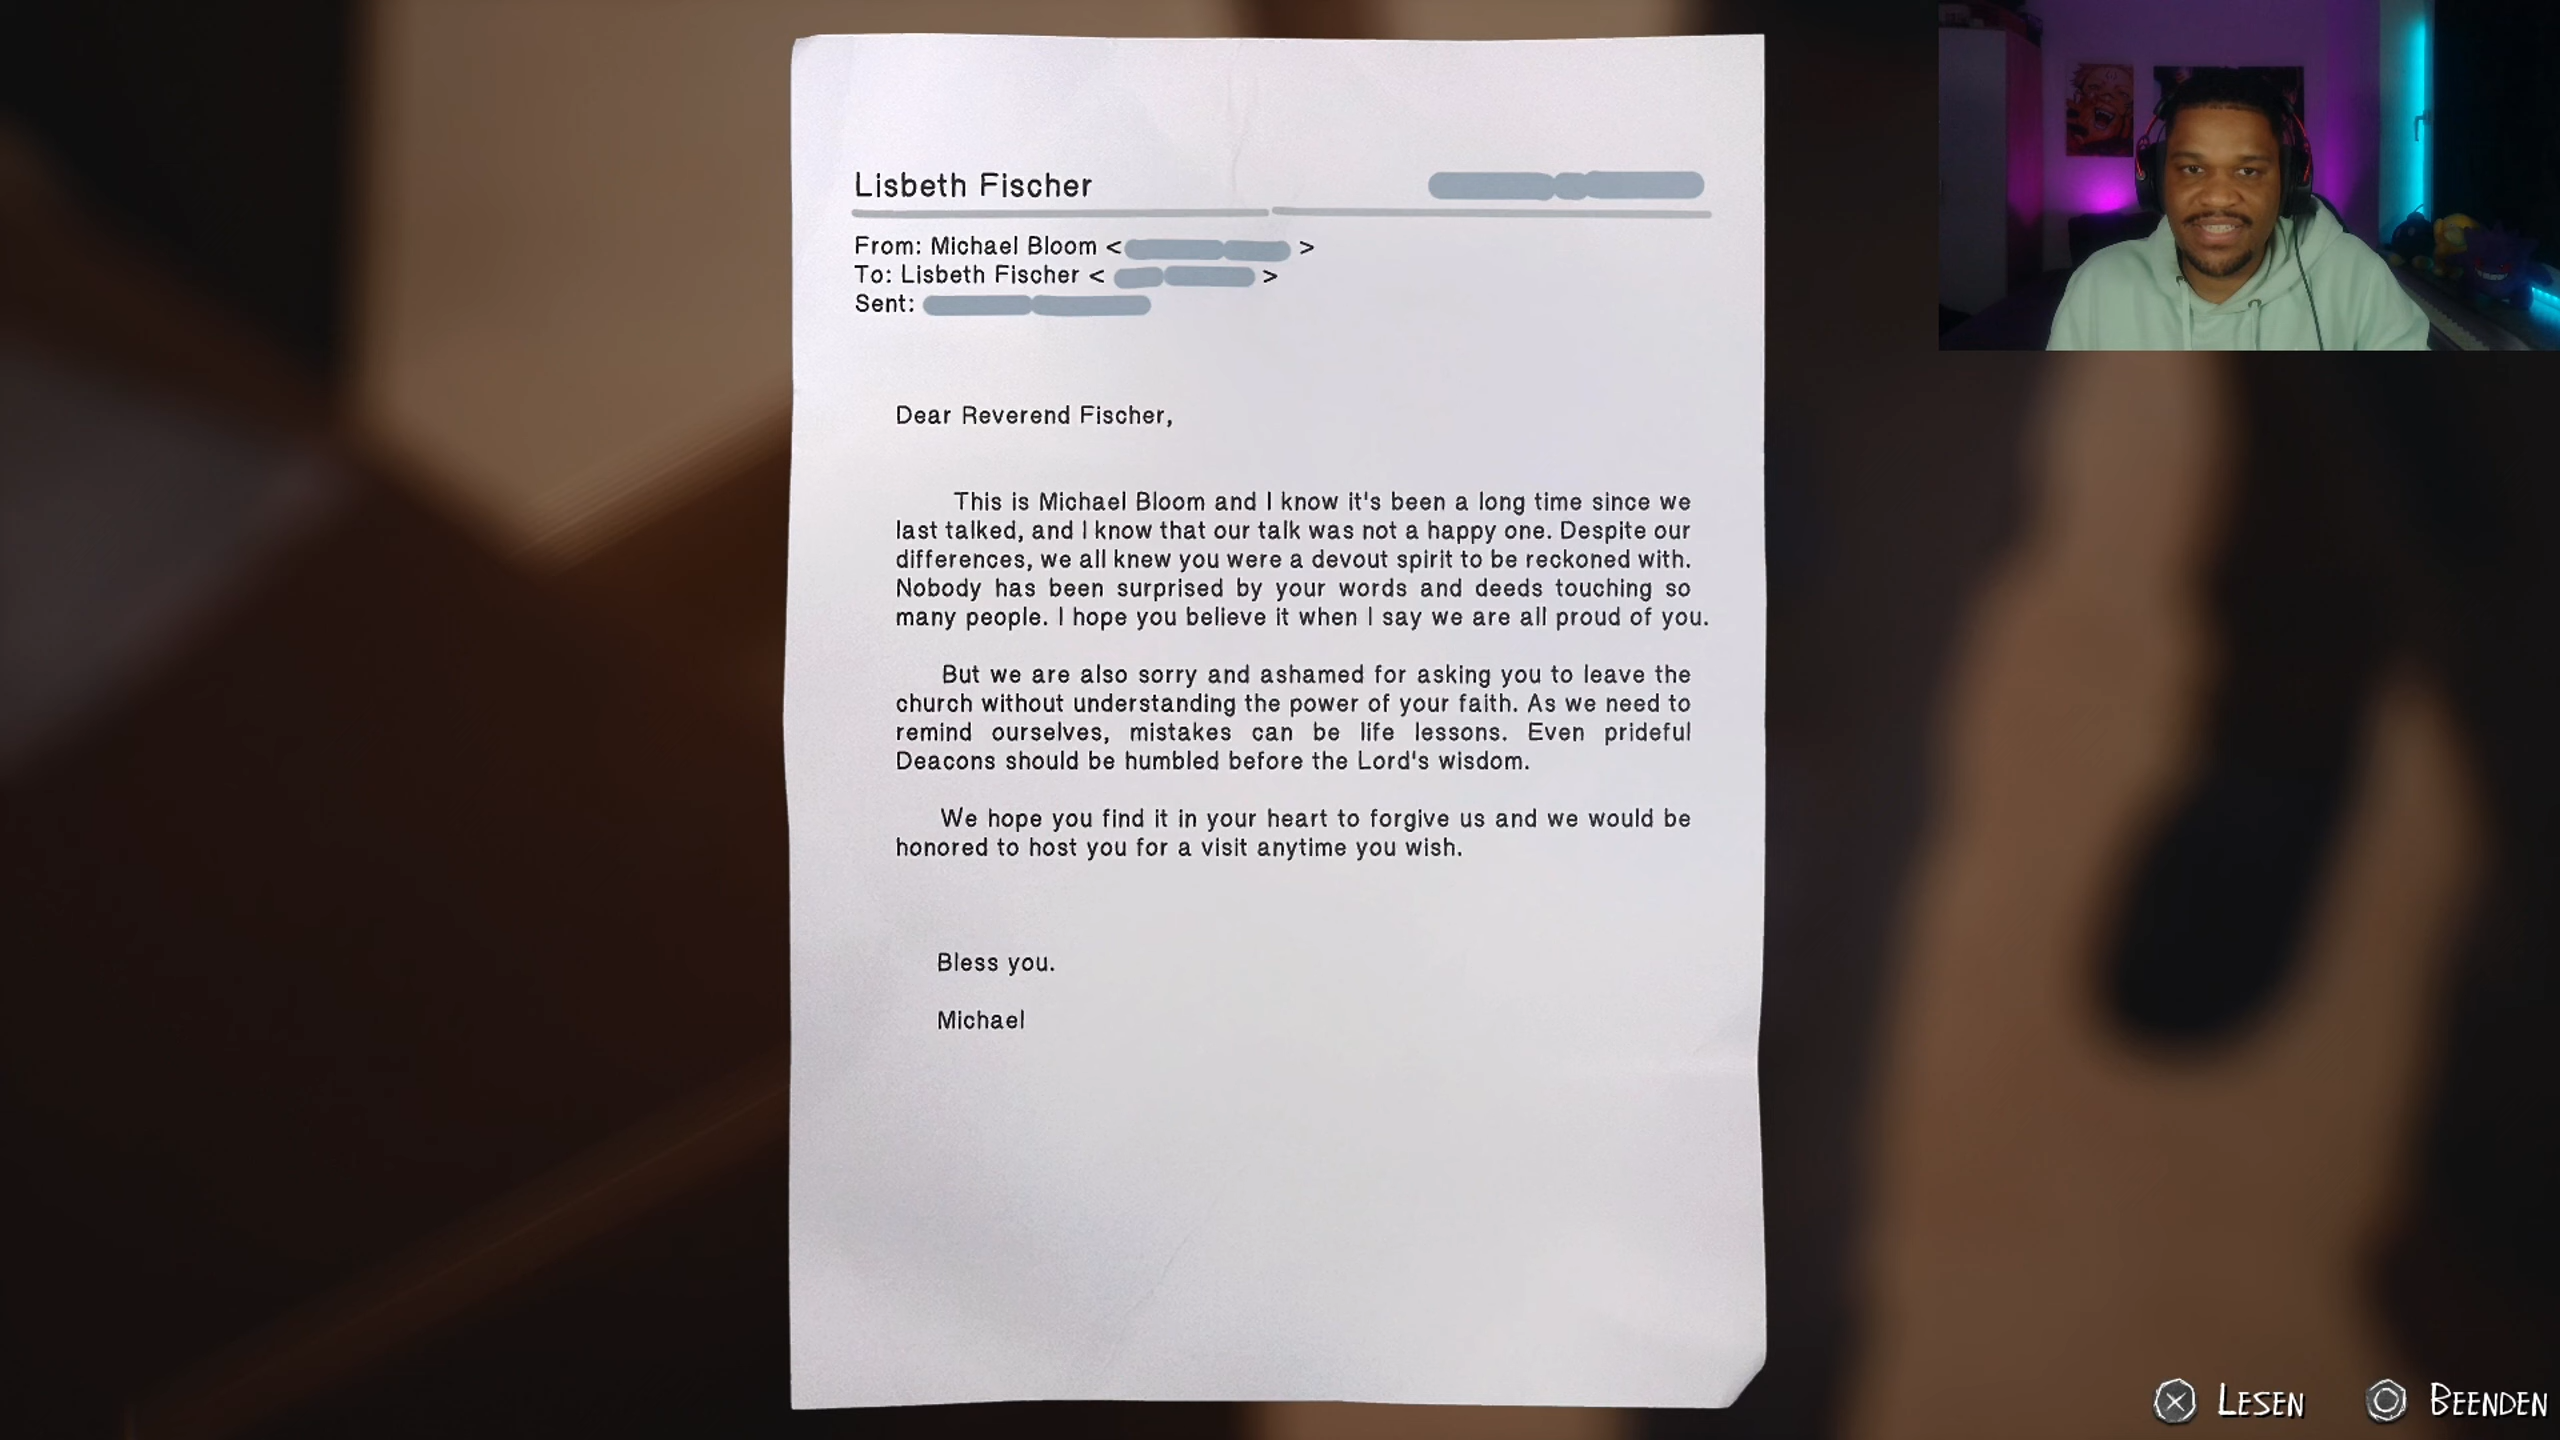 Lisbeth Fischer
From: Michael Bloom < >
To: Lisbeth Fischer < >
Sent:
Dear Reverend Fischer,
This is Michael Bloom and I know it's been a long time since we
last talked, and I know that our talk was not a happy one. Despite our
differences, we all knew you were a devout spirit to be reckoned with.
Nobody has been surprised by your words and deeds touching so
many people. I hope you believe it when I say we are all proud of you.
But we are also sorry and ashamed for asking you to leave the
church without understanding the power of your faith. As we need to
remind ourselves, mistakes can be life lessons. Even prideful
Deacons should be humbled before the Lord's wisdom.
We hope you find it in your heart to forgive us and we would be
honored to host you for a visit anytime you wish.
Bless you.
Michael
LESEN
BEENDEN